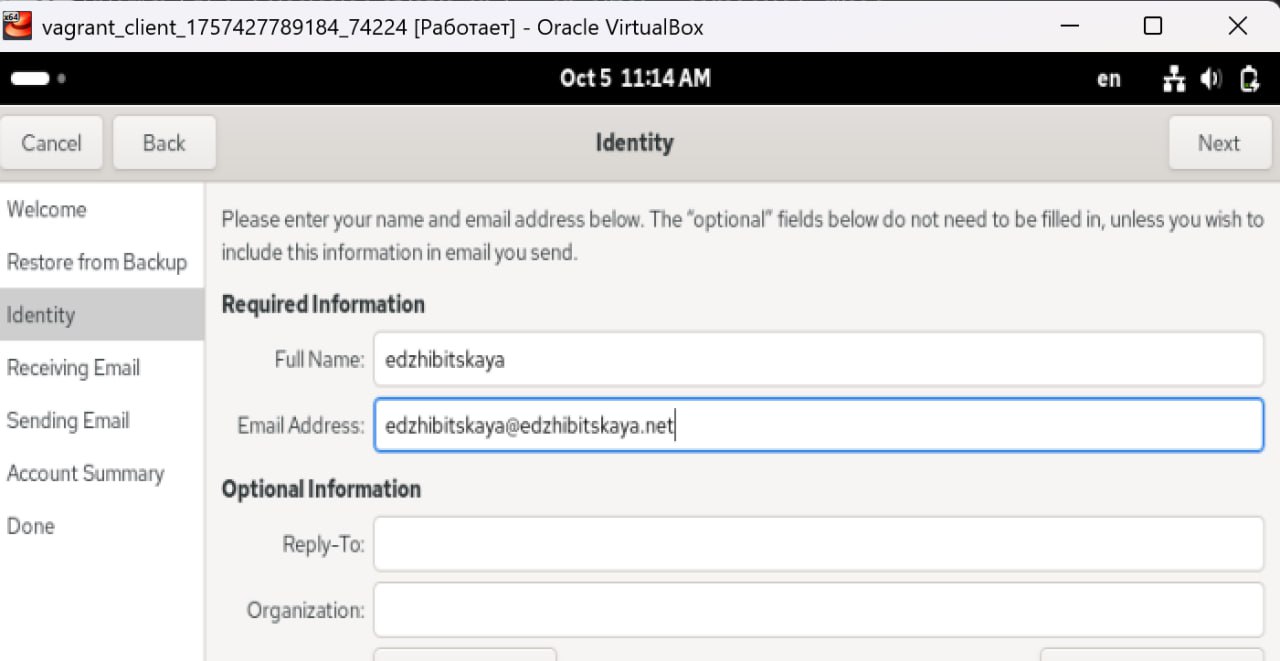 vagrant_client_1757427789184_74224 [Работает] - Oracle VirtualBox
Oct 5 11:14 AM
en
Cancel
Back
Identity
Next
Welcome
Restore from Backup
Identity
Receiving Email
Sending Email
Account Summary
Done
Please enter your name and email address below. The “optional” fields below do not need to be filled in, unless you wish to
include this information in email you send.
Required Information
Full Name: edzhibitskaya
Email Address: edzhibitskaya@edzhibitskaya.net
Optional Information
Reply-To:
Organization: